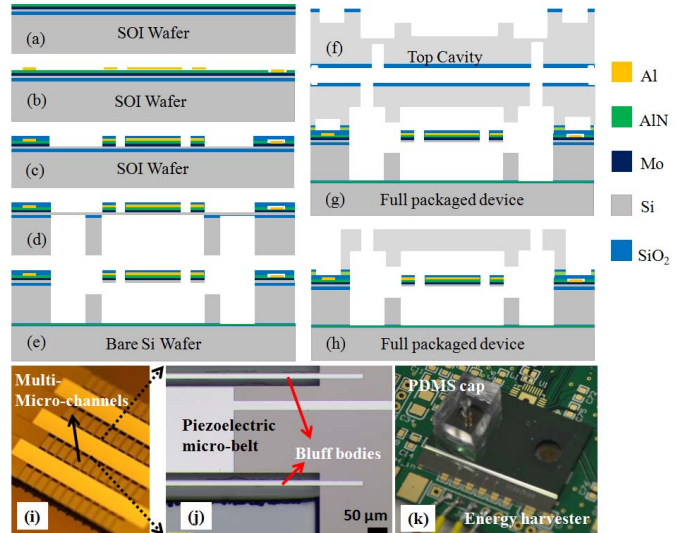 (a)
SOI Wafer
(b)
SOI Wafer
(c)
SOI Wafer
(d)
(e)
Bare Si Wafer
(f)
Top Cavity
(g)
Full packaged device
(h)
Full packaged device
Al
AlN
Mo
Si
SiO₂
Multi-
Micro-channels
(i)
Piezoelectric
micro-belt
Bluff bodies
(j)
50 μm
PDMS cap
(k)
Energy harvester